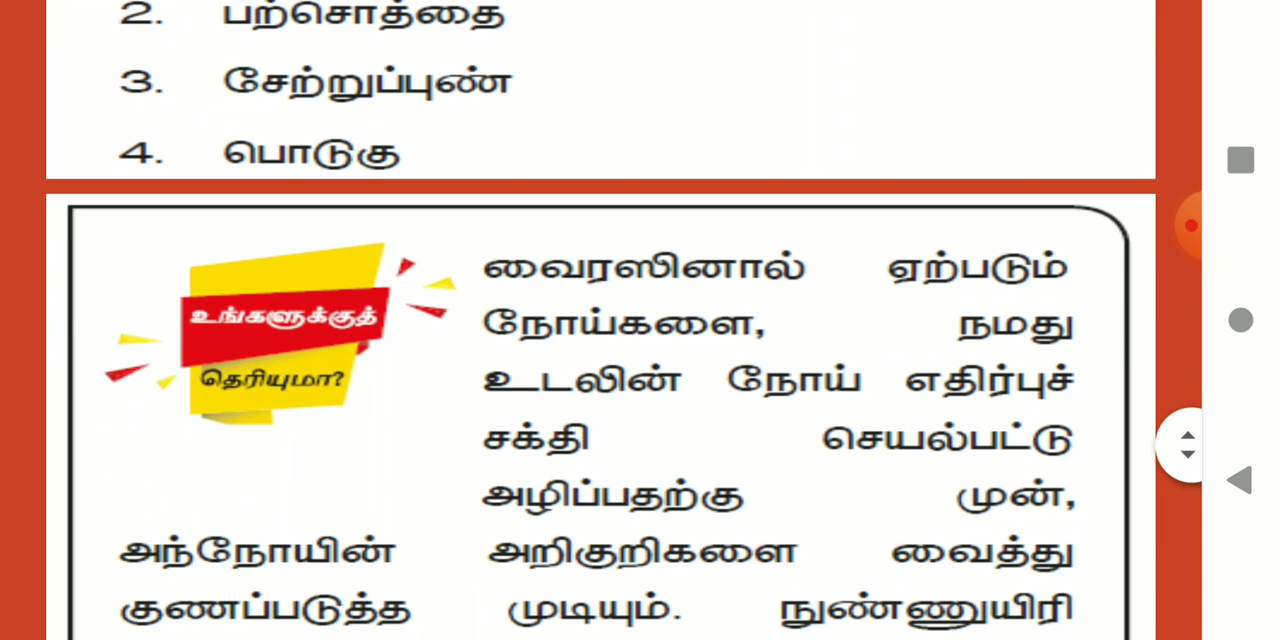 2. பற்சொத்தை
3. சேற்றுப்புண்
4. பொடுகு
உங்களுக்குத்
தெரியுமா?
வைரஸினால் ஏற்படும்
நோய்களை, நமது
உடலின் நோய் எதிர்புச்
சக்தி செயல்பட்டு
அழிப்பதற்கு முன்,
அந்நோயின் அறிகுறிகளை வைத்து
குணப்படுத்த முடியும். நுண்ணுயிரி